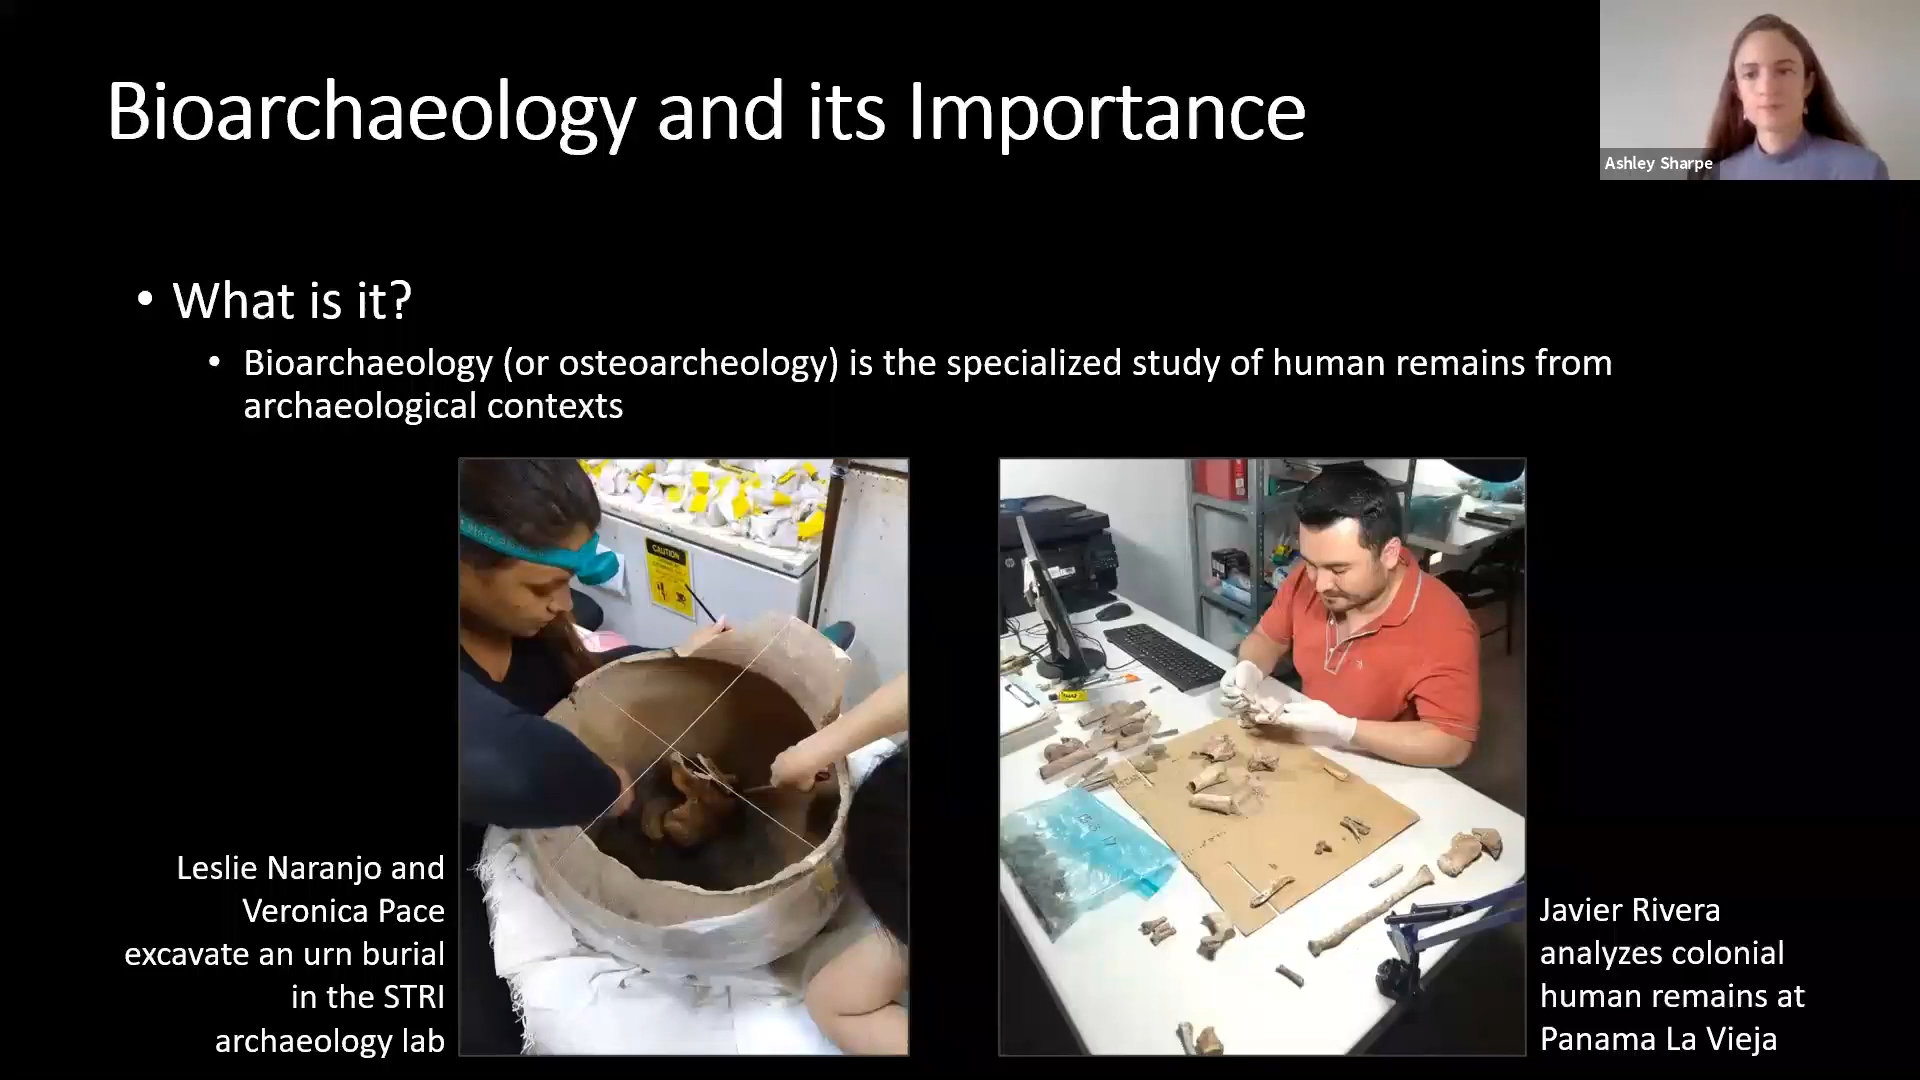 Bioarchaeology and its Importance
Ashley Sharpe
• What is it?
• Bioarchaeology (or osteoarcheology) is the specialized study of human remains from
archaeological contexts
CAUTION
Leslie Naranjo and
Veronica Pace
excavate an urn burial
in the STRI
archaeology lab
Javier Rivera
analyzes colonial
human remains at
Panama La Vieja